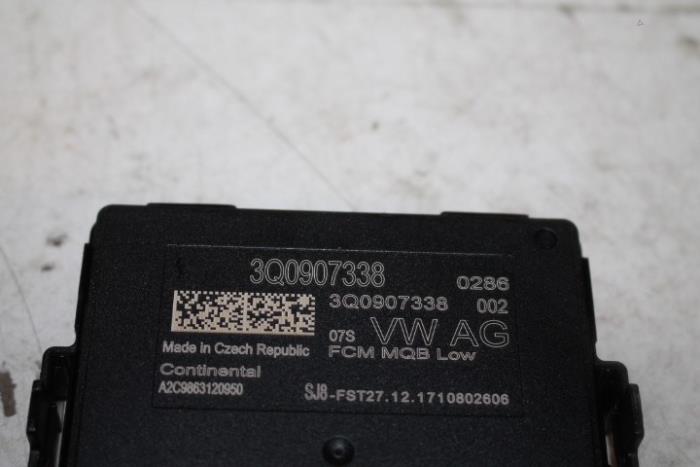 3Q0907338 0286
3Q0907338 002
07S VW AG
Made in Czech Republic FCM MQB Low
Continental
A2C9863120950 SJ8-FST27.12.1710802606